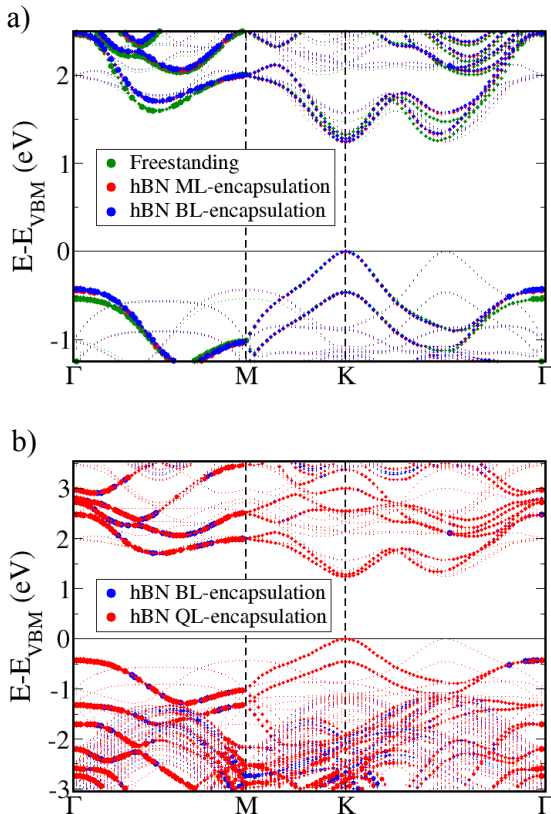 a)
E-E_VBM (eV)
2
1
0
-1
Freestanding
hBN ML-encapsulation
hBN BL-encapsulation
Γ M K Γ
b)
E-E_VBM (eV)
3
2
1
0
-1
-2
-3
hBN BL-encapsulation
hBN QL-encapsulation
Γ M K Γ